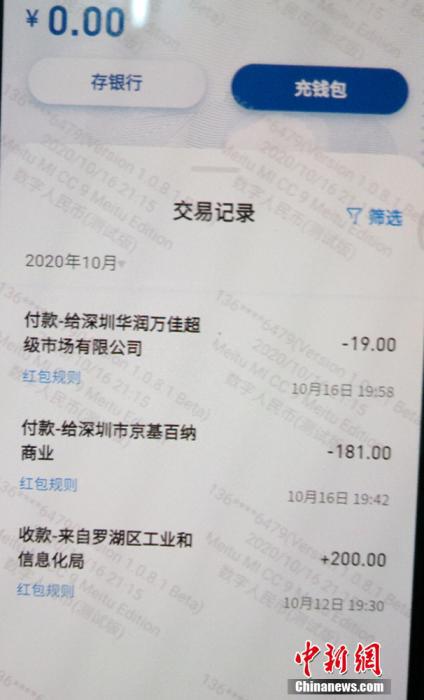 ¥ 0.00
存银行
充钱包
交易记录
筛选
2020年10月
付款-给深圳华润万佳超
级市场有限公司
-19.00
红包规则
10月16日 19:58
付款-给深圳市京基百纳
商业
-181.00
红包规则
10月16日 19:42
收款-来自罗湖区工业和
信息化局
+200.00
红包规则
10月12日 19:30
136****6479(Version 1.0.8.1 Beta)
2020/10/16 21:15
Meitu MI CC 9 Meitu Edition
数字人民币(测试版)
中新網
Chinanews.com